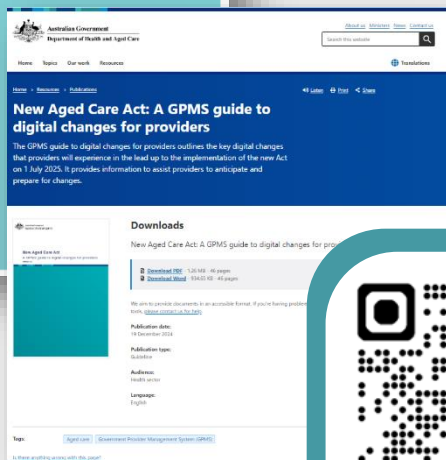 Australian Government
Department of Health and Aged Care
About us Ministers News Contact us
Search this website
Home Topics Our work Resources
Translations
Home > Resources > Publications
Listen Print Share
New Aged Care Act: A GPMS guide to
digital changes for providers
The GPMS guide to digital changes for providers outlines the key digital changes
that providers will experience in the lead up to the implementation of the new Act
on 1 July 2025. It provides information to assist providers to anticipate and
prepare for changes.
Downloads
New Aged Care Act: A GPMS guide to digital changes for
New Aged Care Act
Download PDF - 1.26 MB - 46 pages
Download Word - 934.65 KB - 46 pages
We aim to provide documents in an accessible format. If you're having
tools, please contact us for help.
Publication date:
19 December 2024
Publication type:
Guideline
Audience:
Health sector
Language:
English
Tags: Aged care Government Provider Management System (GPMS)
Is there anything wrong with this page?